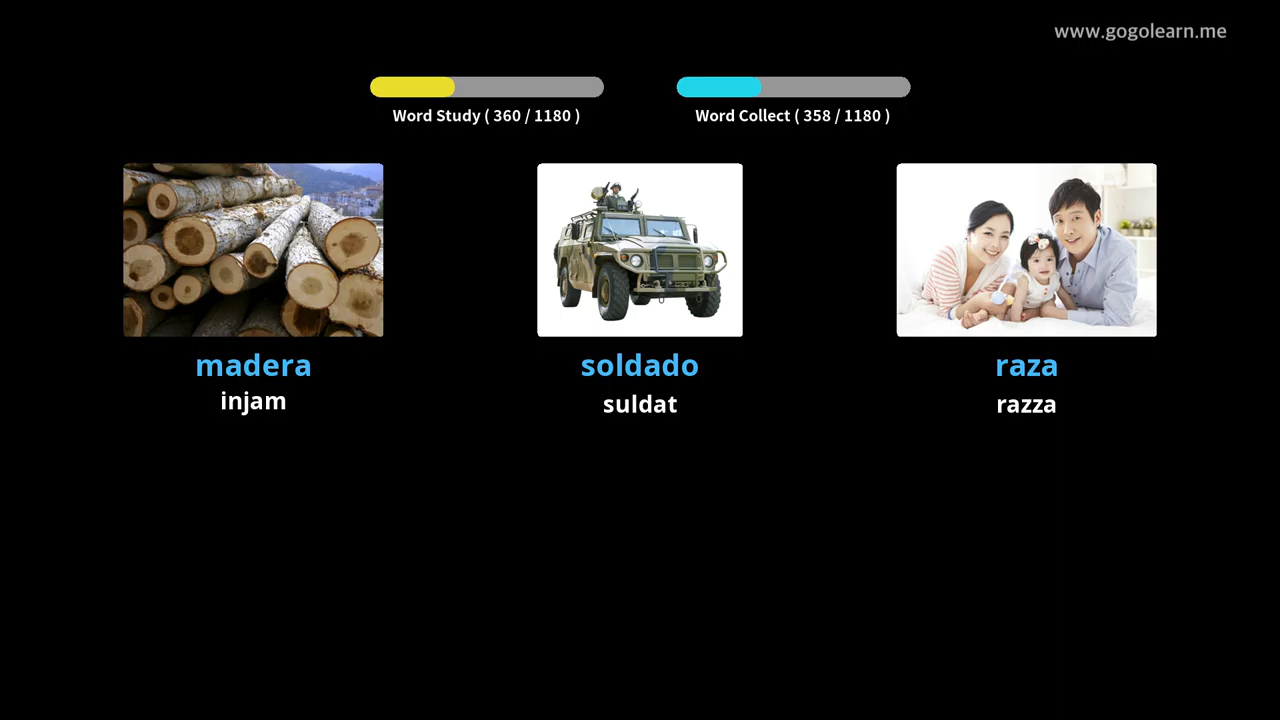 www.gogolearn.me
Word Study ( 360 / 1180 )
Word Collect ( 358 / 1180 )
madera
injam
soldado
suldat
raza
razza